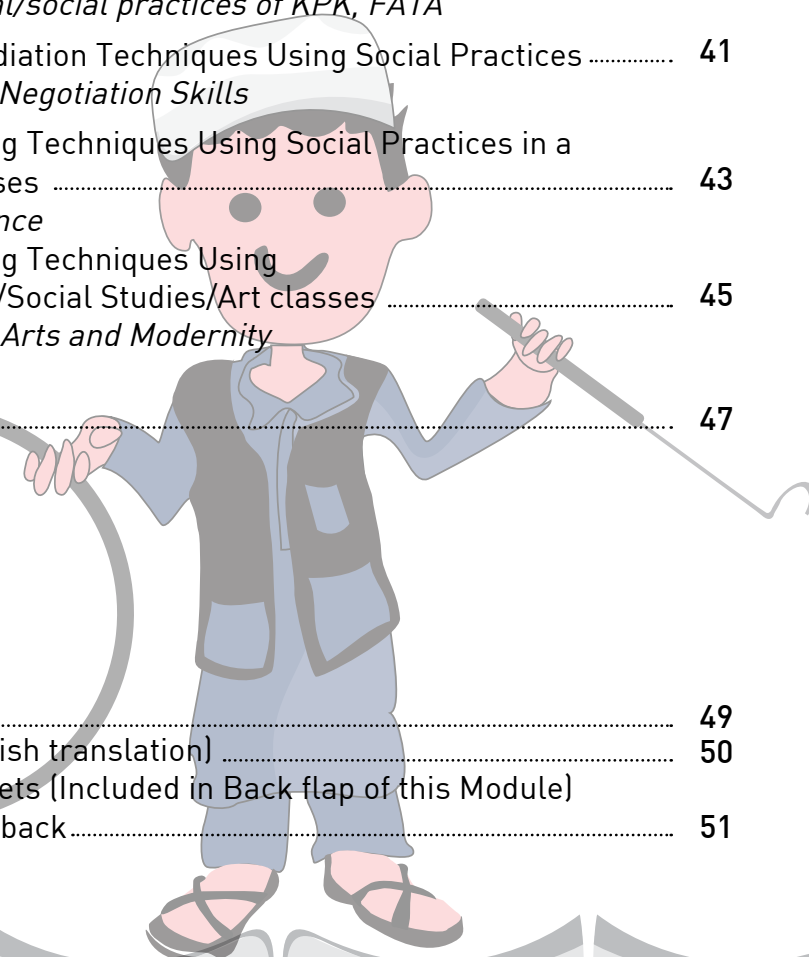 al/social practices of KPK, FATA
diation Techniques Using Social Practices 41
Negotiation Skills
g Techniques Using Social Practices in a
ses 43
nce
g Techniques Using
/Social Studies/Art classes 45
Arts and Modernity
47
49
ish translation) 50
ets (Included in Back flap of this Module)
back 51